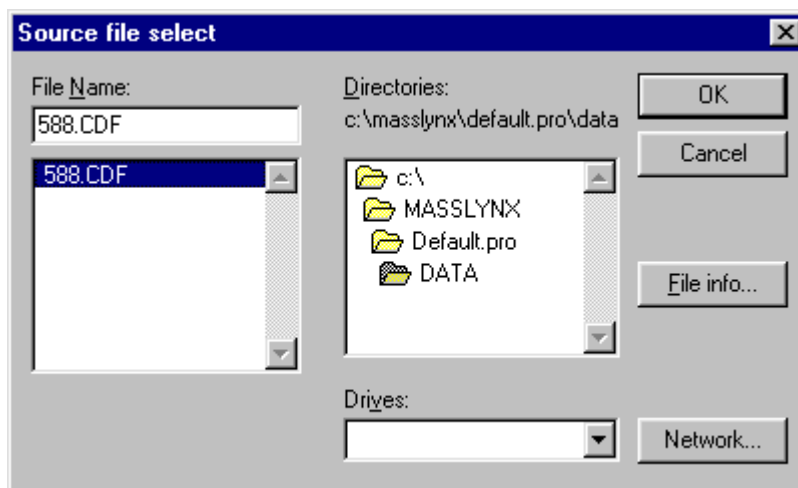 Source file select
File Name:
588.CDF
588.CDF
Directories:
c:\masslynx\default.pro\data
c:\
MASSLYNX
Default.pro
DATA
Drives:
OK
Cancel
File info...
Network...